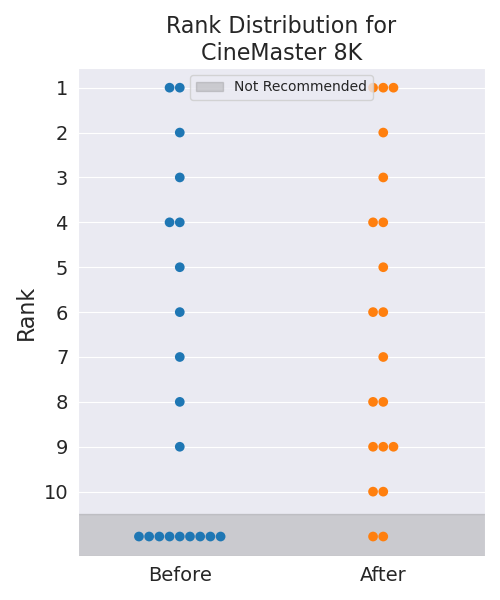 Rank Distribution for
CineMaster 8K
Not Recommended
1
2
3
4
5
6
7
8
9
10
Rank
Before
After